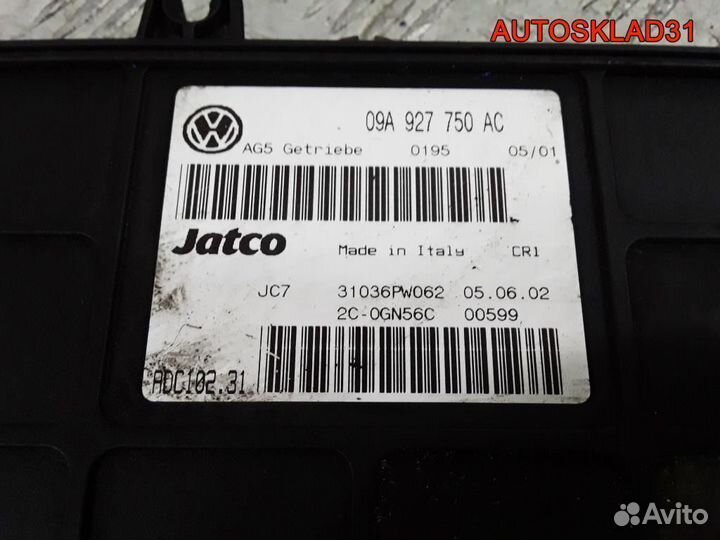 AUTOSKLAD31
09A 927 750 AC
AG5 Getriebe 0195 05/01
Jatco Made in Italy CR1
JC7 31036PW062 05.06.02
2C-0GN56C 00599
ADC102.31
Avito